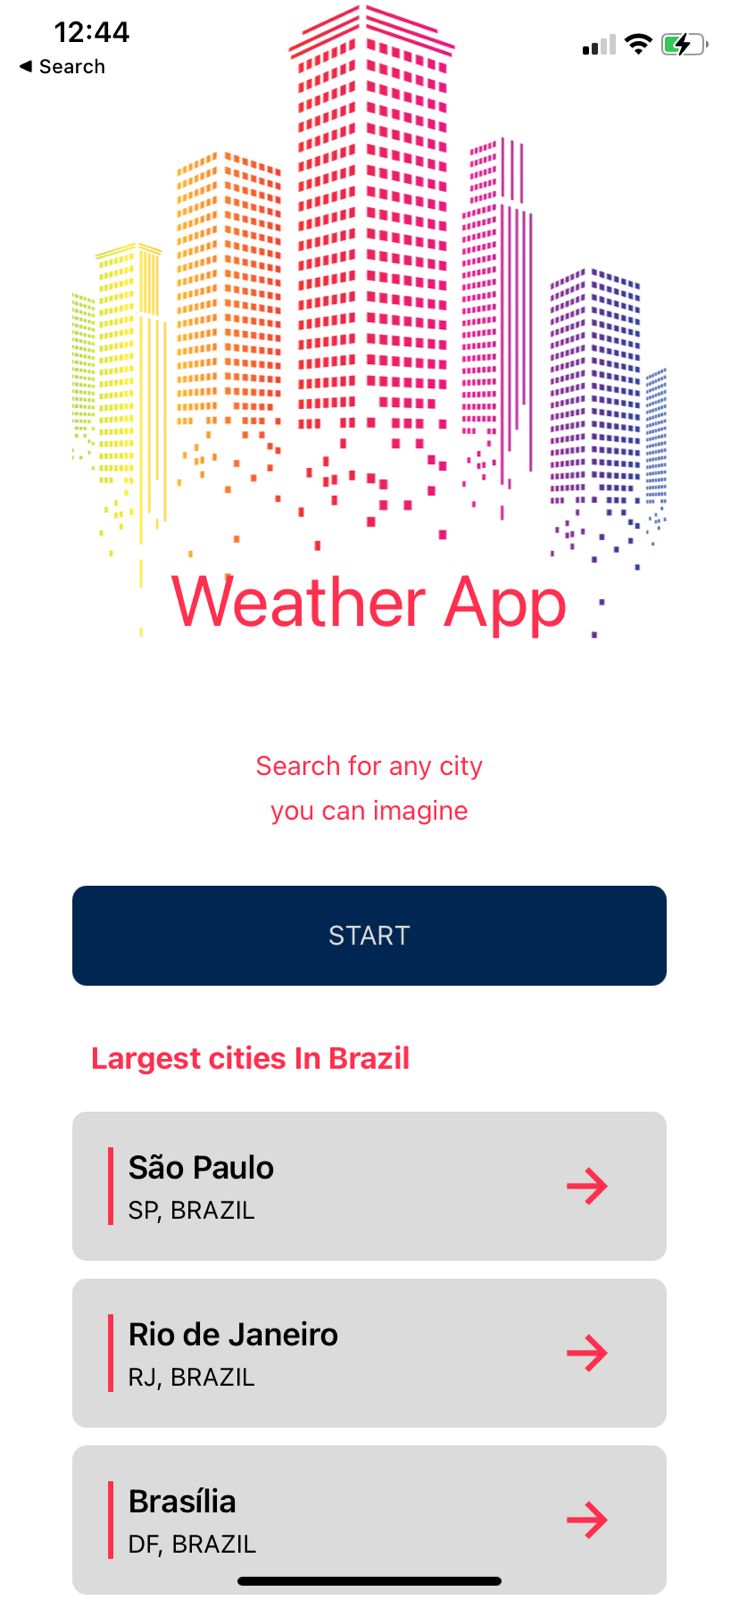 12:44
◀ Search
Weather App
Search for any city
you can imagine
START
Largest cities In Brazil
São Paulo
SP, BRAZIL
Rio de Janeiro
RJ, BRAZIL
Brasília
DF, BRAZIL